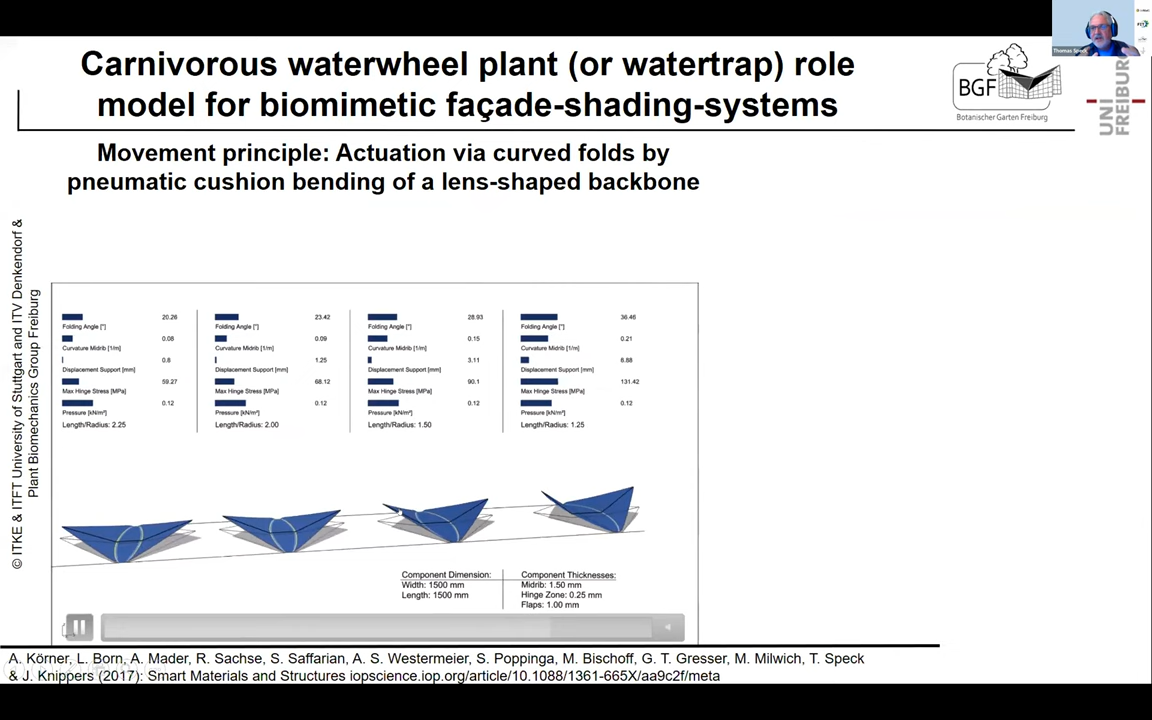 Thomas Speck
Carnivorous waterwheel plant (or watertrap) role
model for biomimetic façade-shading-systems
BGF
Botanischer Garten Freiburg
UNI
FREIBURG
Movement principle: Actuation via curved folds by
pneumatic cushion bending of a lens-shaped backbone
© ITKE & ITFT University of Stuttgart and ITV Denkendorf &
Plant Biomechanics Group Freiburg
20.26
Folding Angle [°]
0.08
Curvature Midrib [1/m]
0.8
Displacement Support [mm]
59.27
Max Hinge Stress [MPa]
0.12
Pressure [kN/m²]
Length/Radius: 2.25
23.42
Folding Angle [°]
0.09
Curvature Midrib [1/m]
1.25
Displacement Support [mm]
68.12
Max Hinge Stress [MPa]
0.12
Pressure [kN/m²]
Length/Radius: 2.00
28.93
Folding Angle [°]
0.15
Curvature Midrib [1/m]
3.11
Displacement Support [mm]
90.1
Max Hinge Stress [MPa]
0.12
Pressure [kN/m²]
Length/Radius: 1.50
36.46
Folding Angle [°]
0.21
Curvature Midrib [1/m]
6.88
Displacement Support [mm]
131.42
Max Hinge Stress [MPa]
0.12
Pressure [kN/m²]
Length/Radius: 1.25
Component Dimension:
Width: 1500 mm
Length: 1500 mm
Component Thicknesses:
Midrib: 1.50 mm
Hinge Zone: 0.25 mm
Flaps: 1.00 mm
A. Körner, L. Born, A. Mader, R. Sachse, S. Saffarian, A. S. Westermeier, S. Poppinga, M. Bischoff, G. T. Gresser, M. Milwich, T. Speck
& J. Knippers (2017): Smart Materials and Structures iopscience.iop.org/article/10.1088/1361-665X/aa9c2f/meta